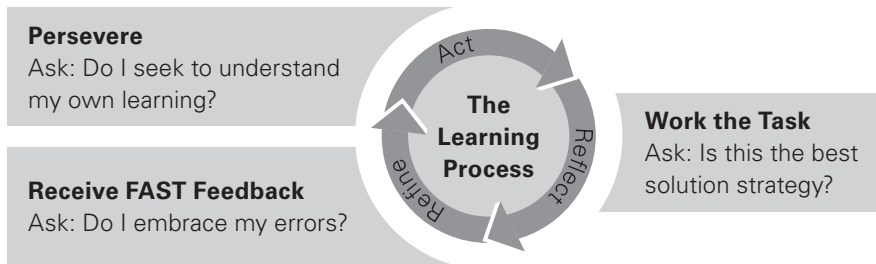 Persevere
Ask: Do I seek to understand
my own learning?
Receive FAST Feedback
Ask: Do I embrace my errors?
Act
Reflect
Refine
The
Learning
Process
Work the Task
Ask: Is this the best
solution strategy?